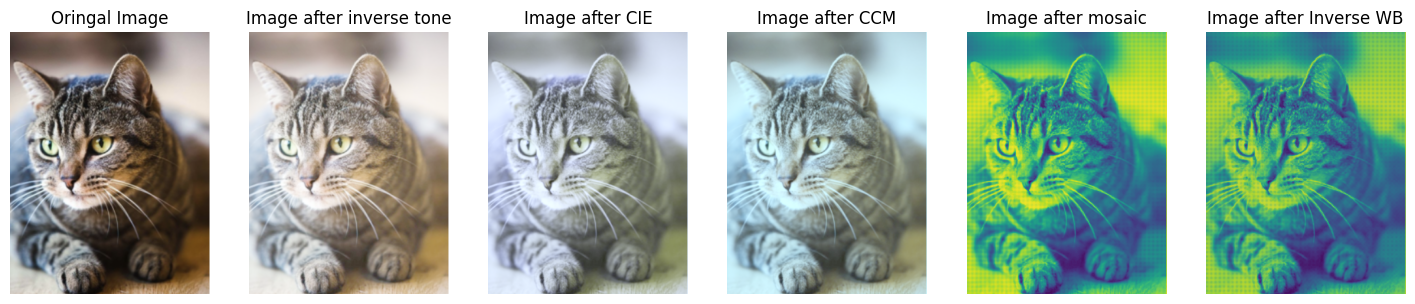 Oringal Image
Image after inverse tone
Image after CIE
Image after CCM
Image after mosaic
Image after Inverse WB